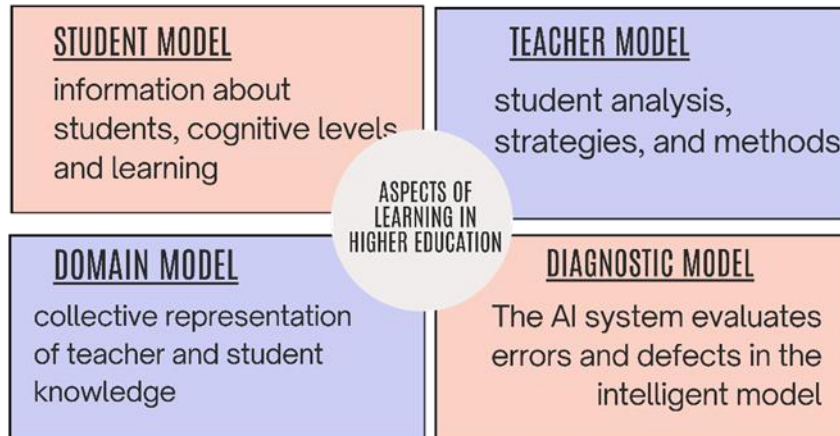 STUDENT MODEL
information about
students, cognitive levels
and learning
TEACHER MODEL
student analysis,
strategies, and methods
ASPECTS OF
LEARNING IN
HIGHER EDUCATION
DOMAIN MODEL
collective representation
of teacher and student
knowledge
DIAGNOSTIC MODEL
The AI system evaluates
errors and defects in the
intelligent model